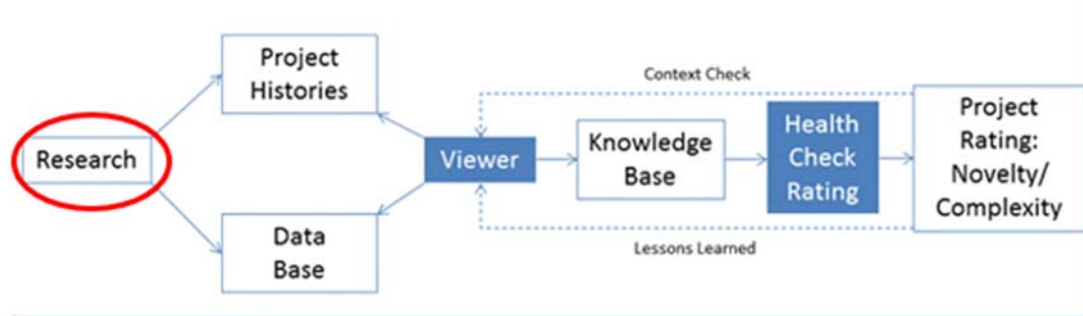 Research
Project
Histories
Data
Base
Viewer
Context Check
Knowledge
Base
Health
Check
Rating
Lessons Learned
Project
Rating:
Novelty/
Complexity